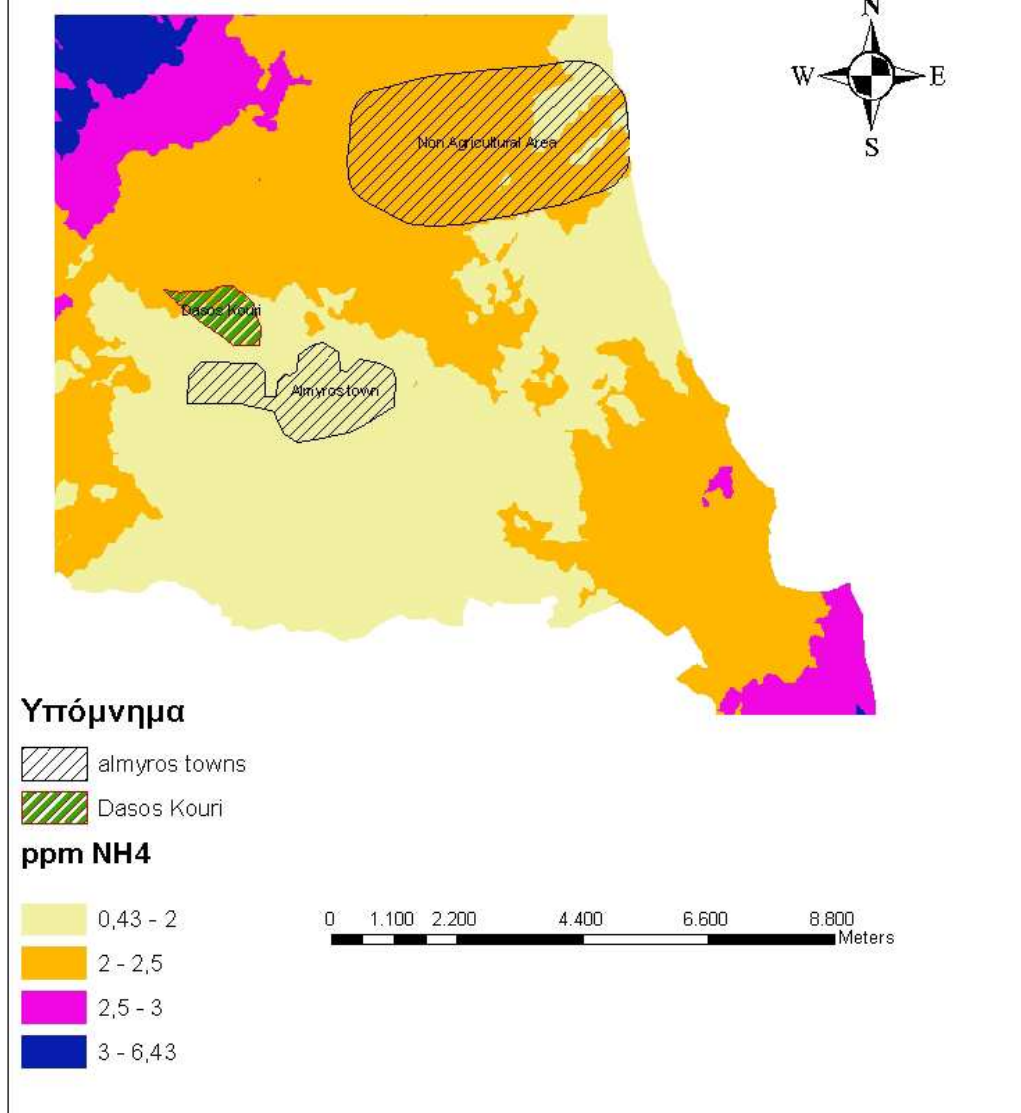 N
W E
S
Non Agricultural Area
Dasos Kouri
Almyros town
Υπόμνημα
almyros towns
Dasos Kouri
ppm NH4
0,43 - 2
2 - 2,5
2,5 - 3
3 - 6,43
0 1.100 2.200 4.400 6.600 8.800
Meters